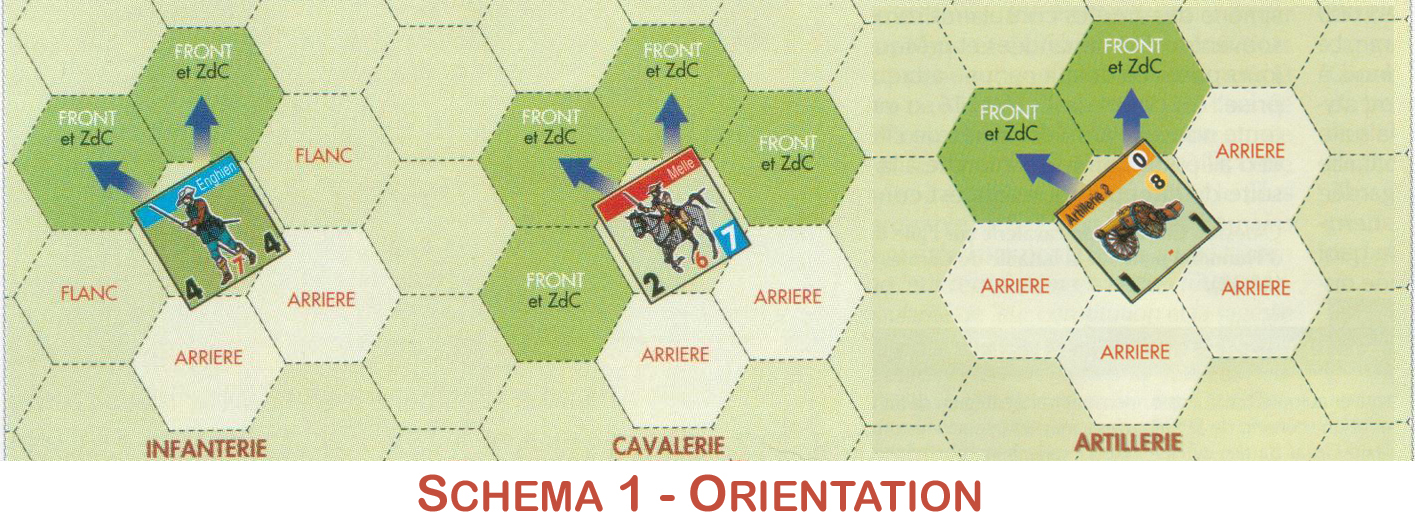 FRONT
et ZdC
FRONT
et ZdC
FLANC
Enghien
4
7
4
FLANC
ARRIERE
ARRIERE
INFANTERIE
FRONT
et ZdC
FRONT
et ZdC
FRONT
et ZdC
Melle
7
6
2
FRONT
et ZdC
ARRIERE
ARRIERE
CAVALERIE
FRONT
et ZdC
FRONT
et ZdC
ARRIERE
Artillerie 2
0
8
1
-
1
ARRIERE
ARRIERE
ARRIERE
ARTILLERIE
SCHEMA 1 - ORIENTATION